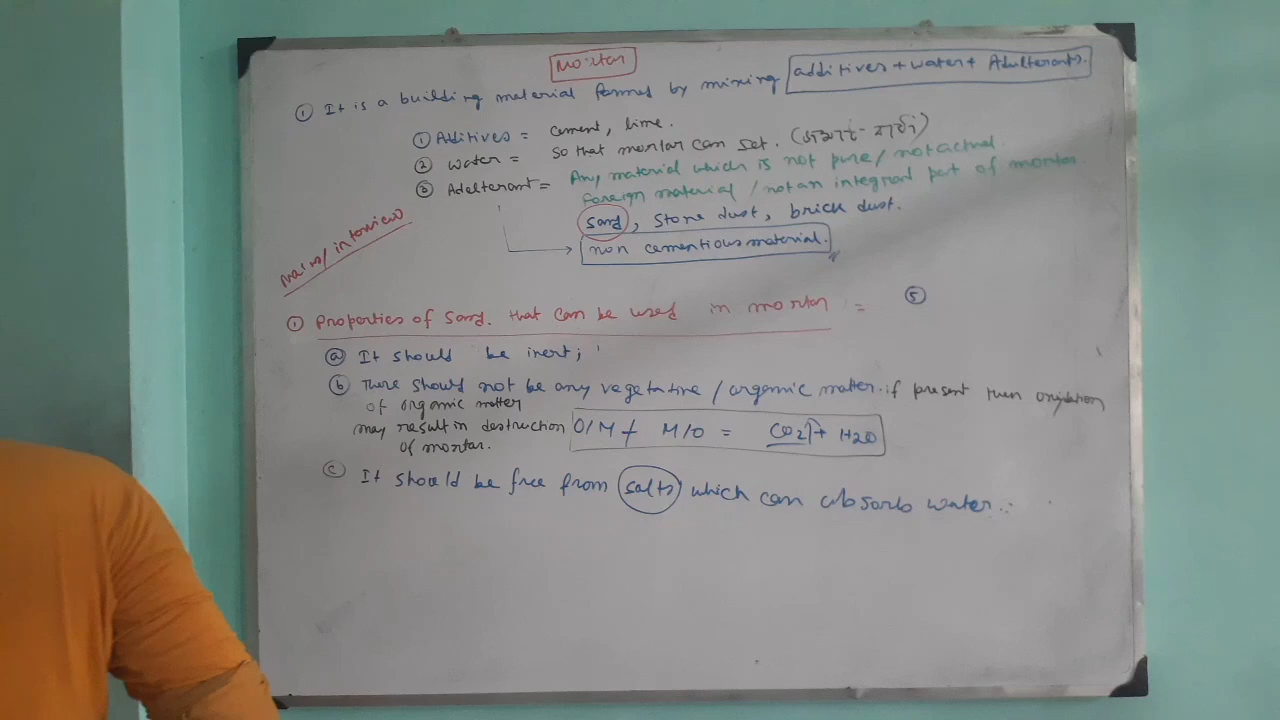 Mortar
① It is a building material formed by mixing additives + water + Adulterants.
① Additives = cement, lime.
② water = so that mortar can set.
③ Adulterant = Any material which is not pure / not actual.
foreign material / not an integral part of mortar
sand, stone dust, brick dust.
non cementious material.
mains / interview
① Properties of sand. that can be used in mortar = ⑤
ⓐ It should be inert;
ⓑ There should not be any vegetative / organic matter. if present then oxydation
of organic matter
may result in destruction O/M + M/O = CO2↑ + H2O
of mortar.
ⓒ It should be free from salts which can absorb water.